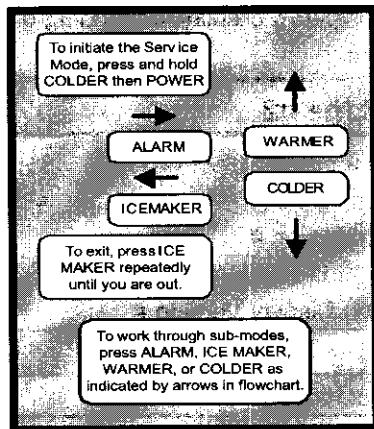 To initiate the Service
Mode, press and hold
COLDER then POWER
ALARM
WARMER
ICEMAKER
COLDER
To exit, press ICE
MAKER repeatedly
until you are out.
To work through sub-modes,
press ALARM, ICE MAKER,
WARMER, or COLDER as
indicated by arrows in flowchart.